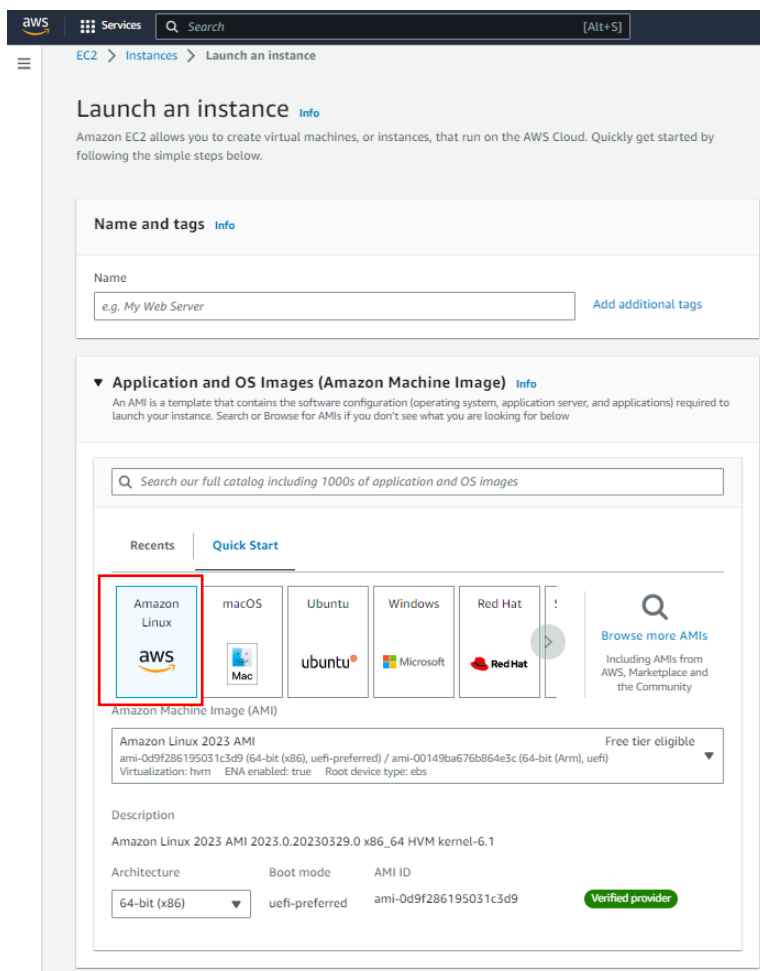 aws
Services
Search
[Alt+S]
EC2 > Instances > Launch an instance
Launch an instance Info
Amazon EC2 allows you to create virtual machines, or instances, that run on the AWS Cloud. Quickly get started by
following the simple steps below.
Name and tags Info
Name
e.g. My Web Server
Add additional tags
▼ Application and OS Images (Amazon Machine Image) Info
An AMI is a template that contains the software configuration (operating system, application server, and applications) required to
launch your instance. Search or Browse for AMIs if you don't see what you are looking for below
Search our full catalog including 1000s of application and OS images
Recents
Quick Start
Amazon
Linux
aws
macOS
Mac
Ubuntu
ubuntu®
Windows
Microsoft
Red Hat
Red Hat
Browse more AMIs
Including AMIs from
AWS, Marketplace and
the Community
Amazon Machine Image (AMI)
Amazon Linux 2023 AMI
Free tier eligible
ami-0d9f286195031c3d9 (64-bit (x86), uefi-preferred) / ami-00149ba676b864e3c (64-bit (Arm), uefi)
Virtualization: hvm ENA enabled: true Root device type: ebs
Description
Amazon Linux 2023 AMI 2023.0.20230329.0 x86_64 HVM kernel-6.1
Architecture
Boot mode
AMI ID
64-bit (x86)
uefi-preferred
ami-0d9f286195031c3d9
Verified provider